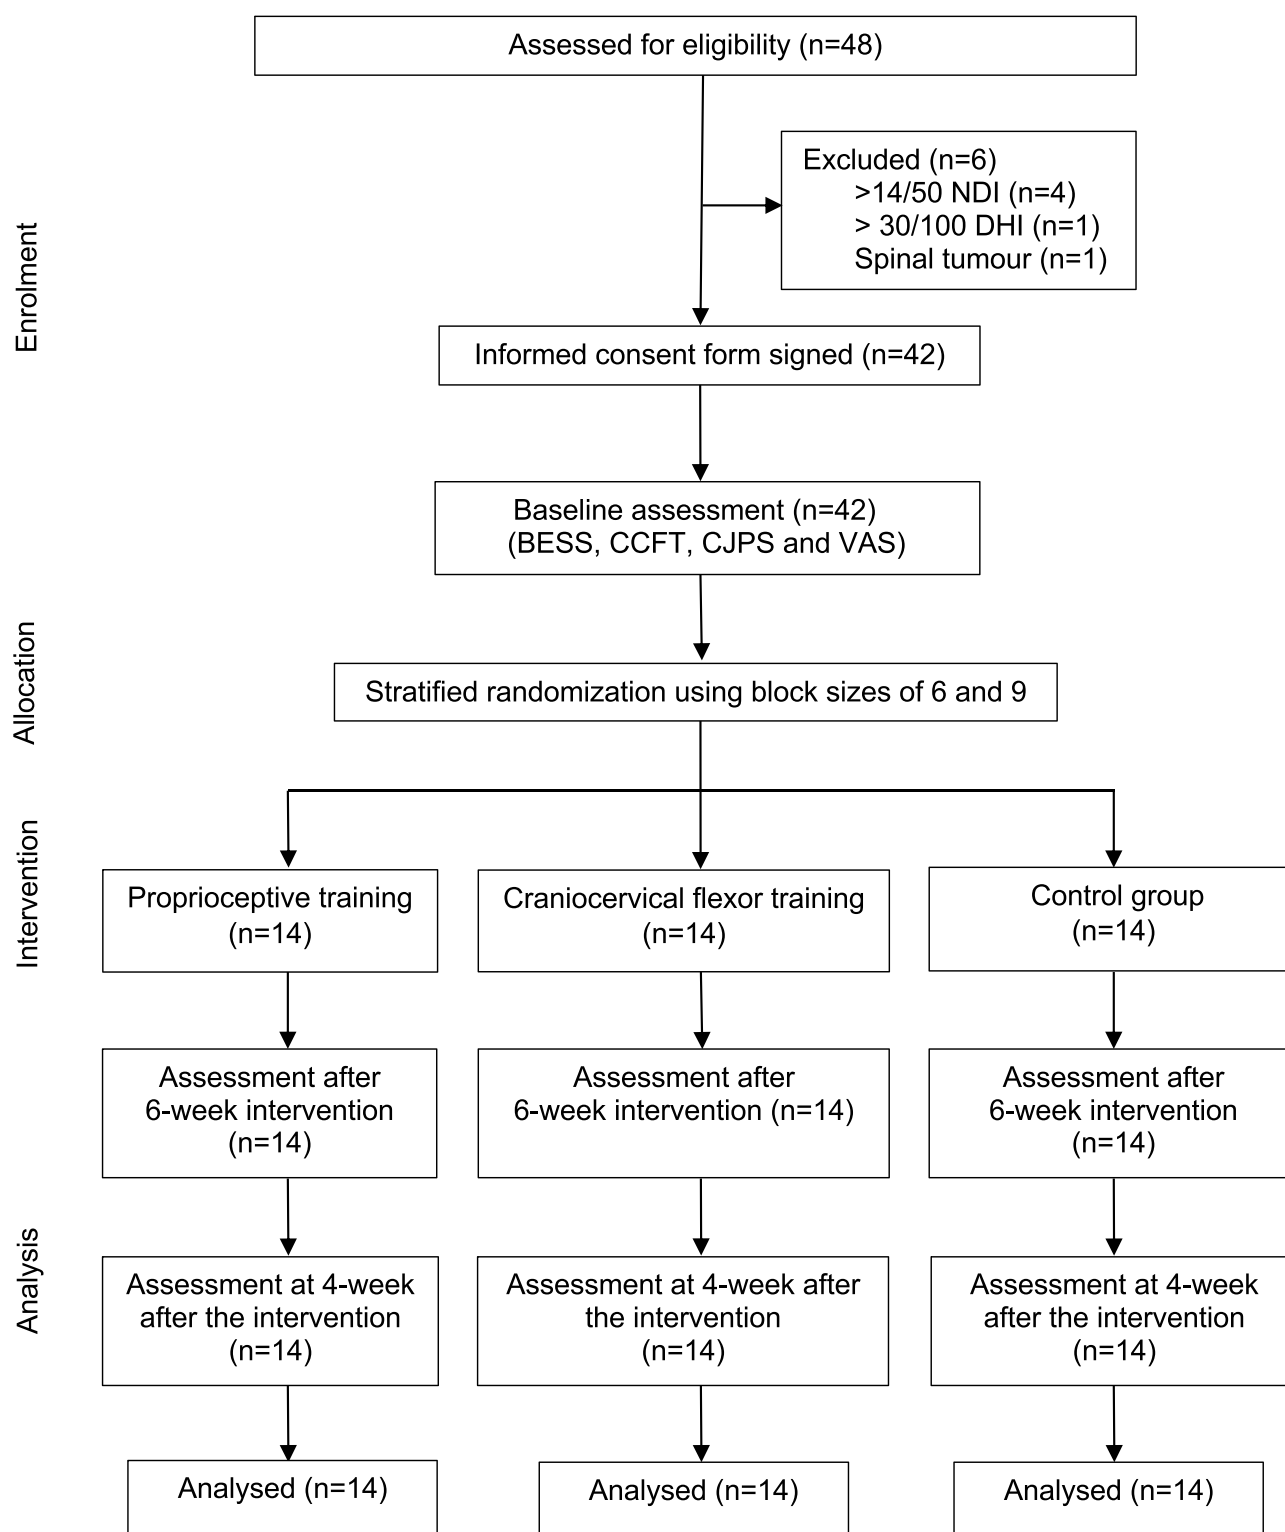 Assessed for eligibility (n=48)
Excluded (n=6)
>14/50 NDI (n=4)
> 30/100 DHI (n=1)
Spinal tumour (n=1)
Enrolment
Informed consent form signed (n=42)
Baseline assessment (n=42)
(BESS, CCFT, CJPS and VAS)
Allocation
Stratified randomization using block sizes of 6 and 9
Intervention
Proprioceptive training
(n=14)
Craniocervical flexor training
(n=14)
Control group
(n=14)
Assessment after
6-week intervention
(n=14)
Assessment after
6-week intervention (n=14)
Assessment after
6-week intervention
(n=14)
Analysis
Assessment at 4-week
after the intervention
(n=14)
Assessment at 4-week after
the intervention
(n=14)
Assessment at 4-week
after the intervention
(n=14)
Analysed (n=14)
Analysed (n=14)
Analysed (n=14)